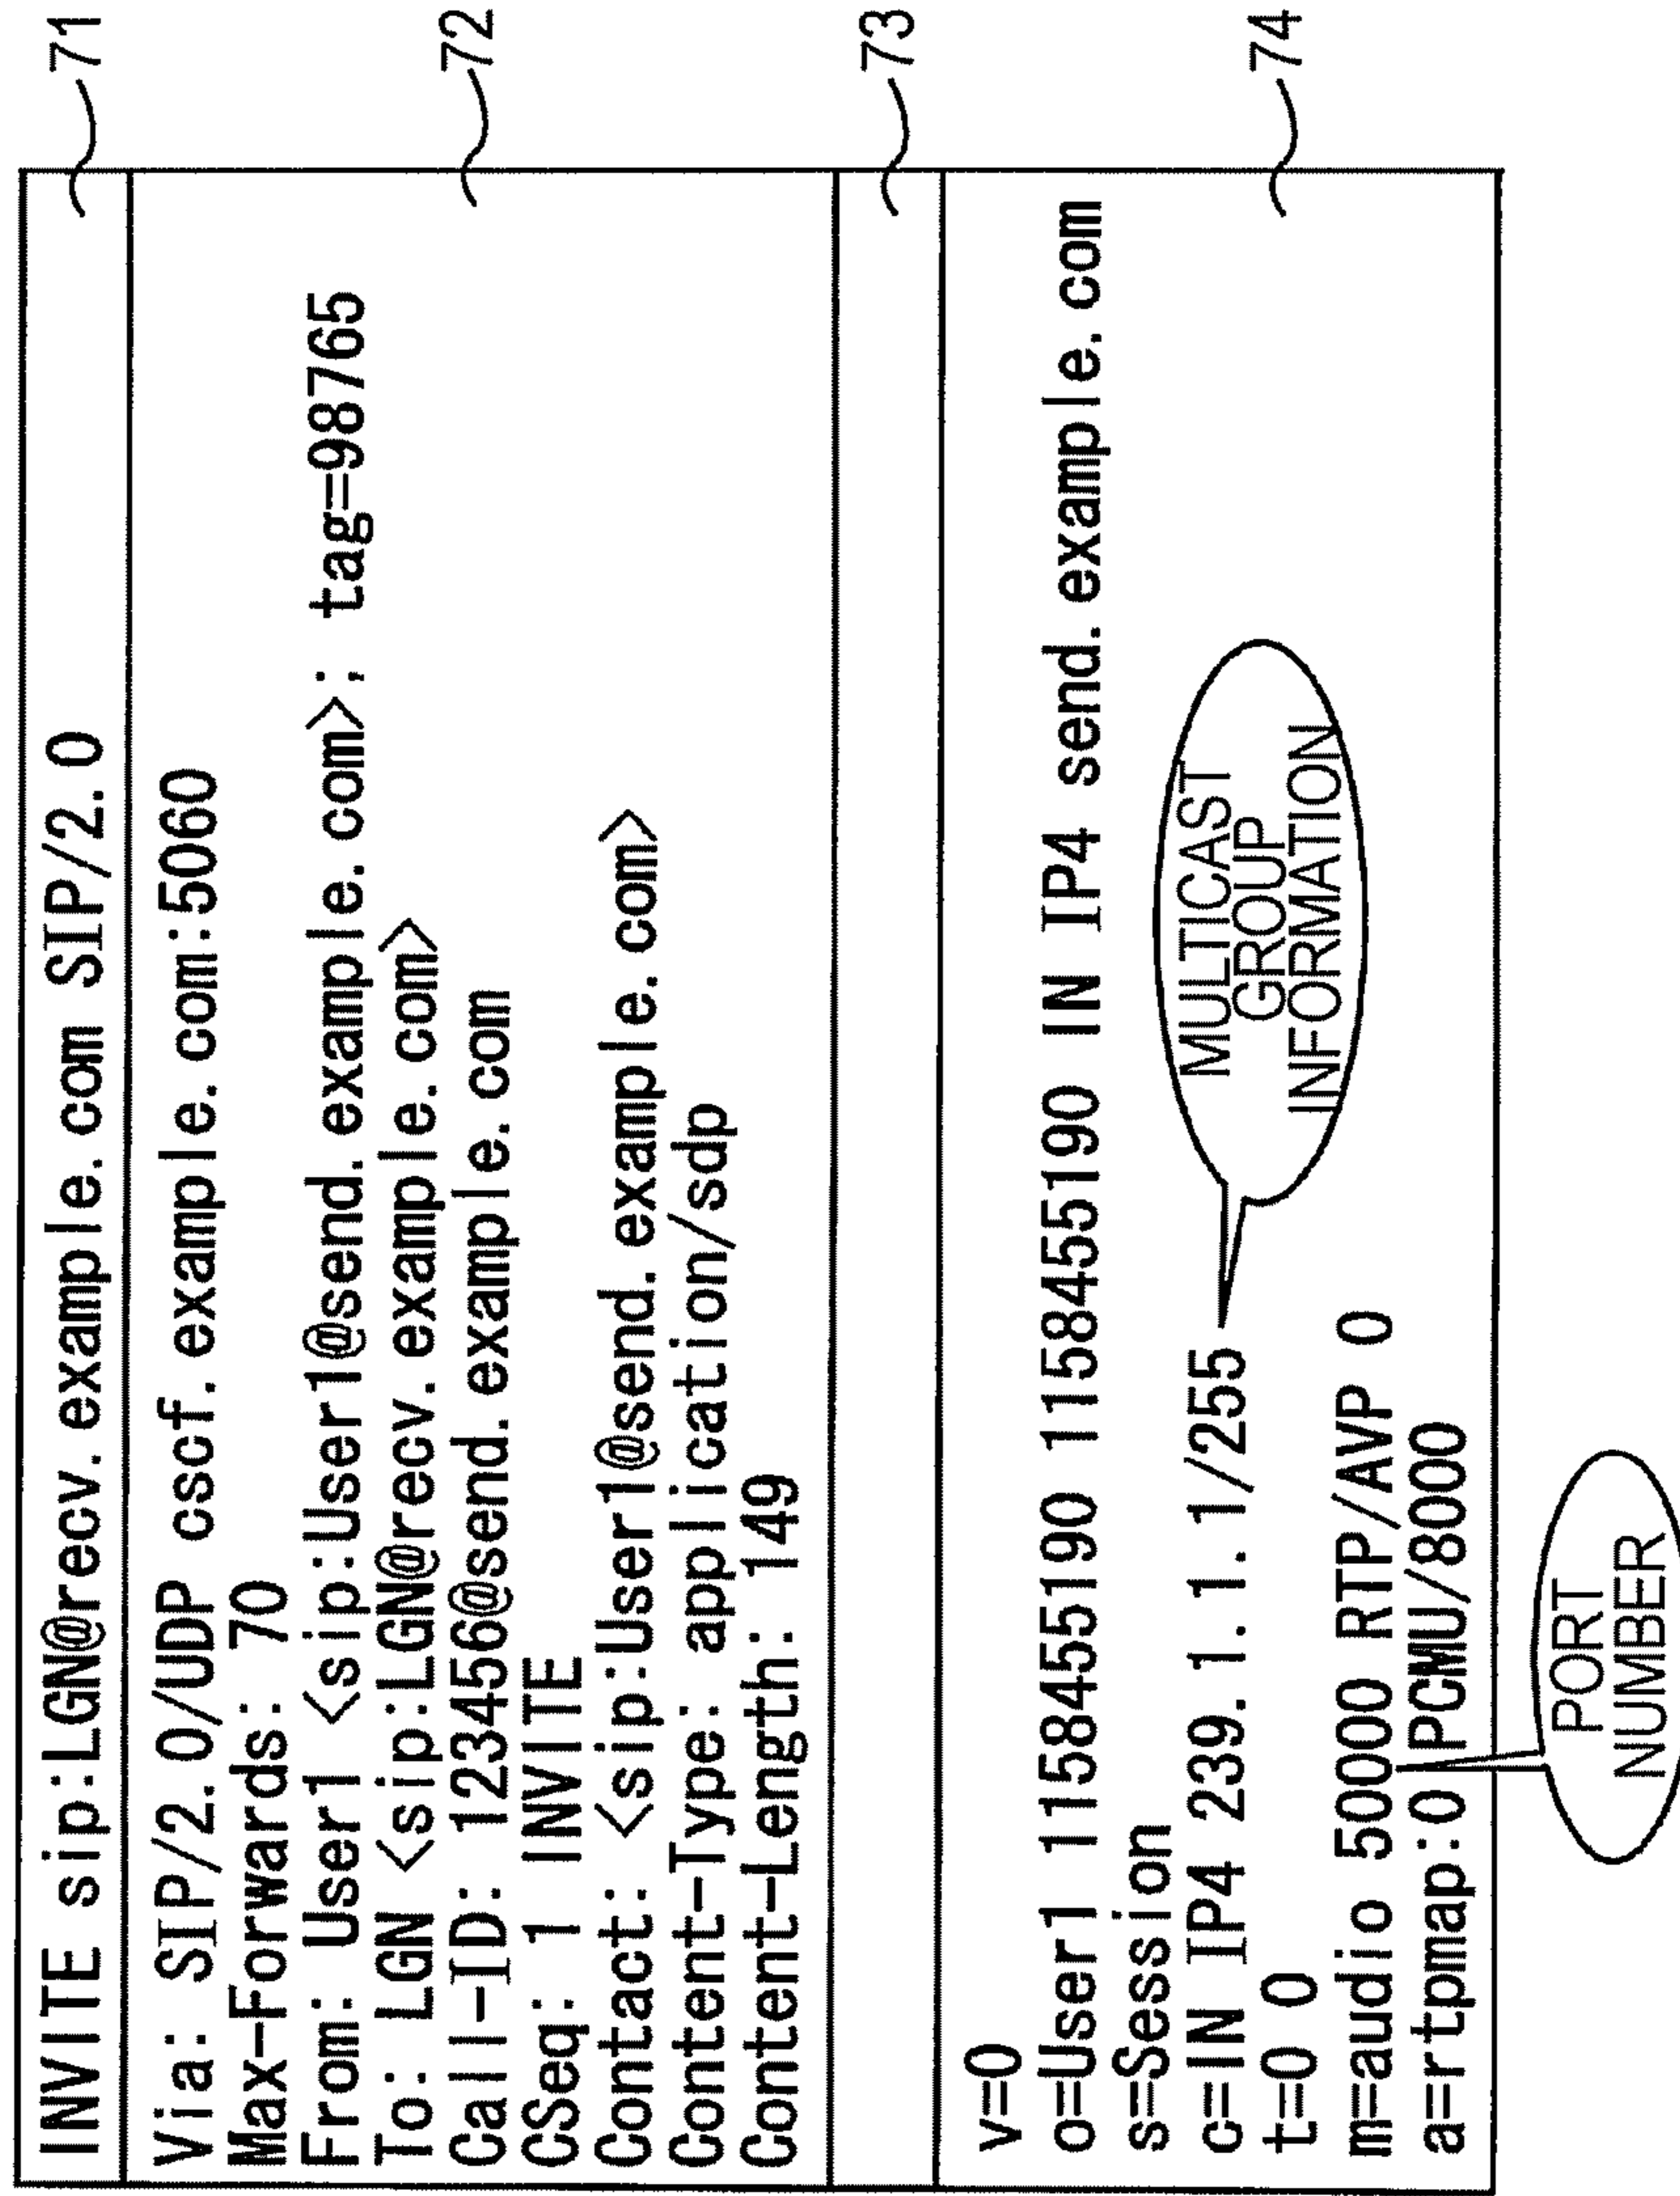 INVITE sip:LGN@recv.example.com SIP/2.0
71
Via: SIP/2.0/UDP cscf.example.com:5060
Max-Forwards: 70
From: User1 <sip:User1@send.example.com>; tag=98765
To: LGN <sip:LGN@recv.example.com>
Call-ID: 123456@send.example.com
CSeq: 1 INVITE
Contact: <sip:User1@send.example.com>
Content-Type: application/sdp
Content-Length: 149
72
73
v=0
o=User1 1158455190 1158455190 IN IP4 send.example.com
s=Session
c=IN IP4 239.1.1.1/255
t=0 0
m=audio 50000 RTP/AVP 0
a=rtpmap:0 PCMU/8000
74
MULTICAST
GROUP
INFORMATION
PORT
NUMBER